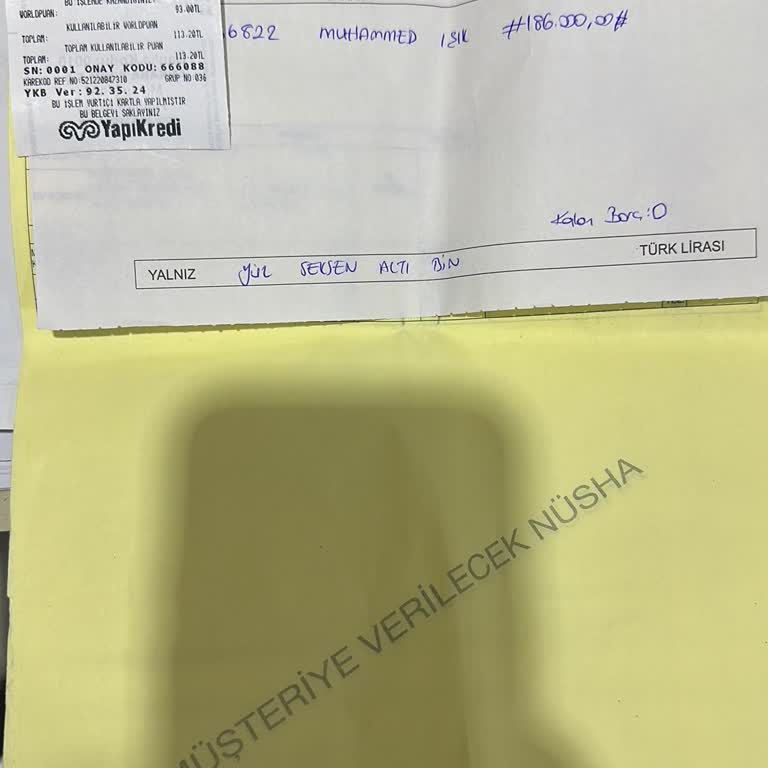 BU İŞLEMDE KAZANDIĞINIZ
WORLDPUAN: 93.00TL
KULLANILABİLİR WORLDPUAN
TOPLAM: 113.20TL
TOPLAM KULLANILABİLİR PUAN
TOPLAM: 113.20TL
SN: 0001 ONAY KODU: 666088
KAREKOD REF NO:521220847310 GRUP NO:036
YKB Ver: 92. 35. 24
BU İŞLEM YURTİÇİ KARTLA YAPILMIŞTIR
BU BELGEYİ SAKLAYINIZ
YapıKredi
6822 MUHAMMED IŞIK #186.000,00#
Kalan Borç:0
YALNIZ Yüz SEKSEN ALTI BİN TÜRK LİRASI
MÜŞTERİYE VERİLECEK NÜSHA